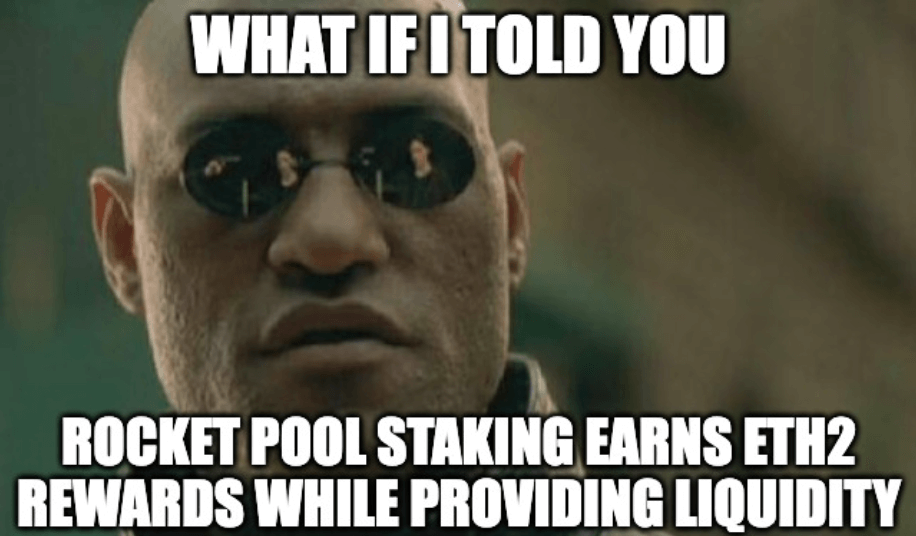 WHAT IF I TOLD YOU
ROCKET POOL STAKING EARNS ETH2
REWARDS WHILE PROVIDING LIQUIDITY